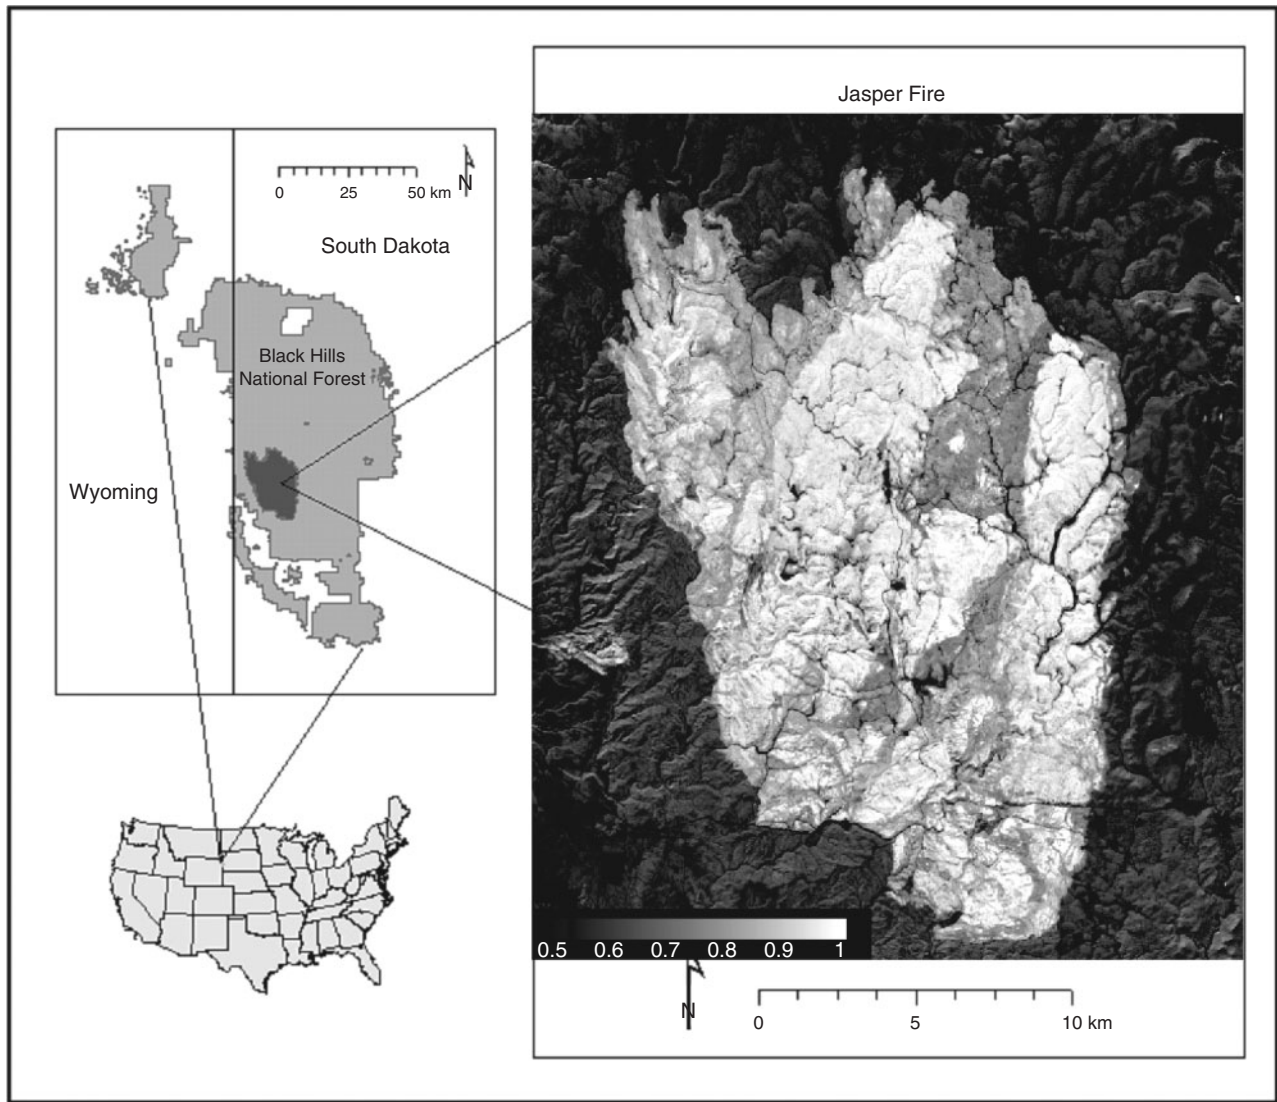 Jasper Fire
0 25 50 km
N
South Dakota
Black Hills
National Forest
Wyoming
0.5 0.6 0.7 0.8 0.9 1
N
0 5 10 km